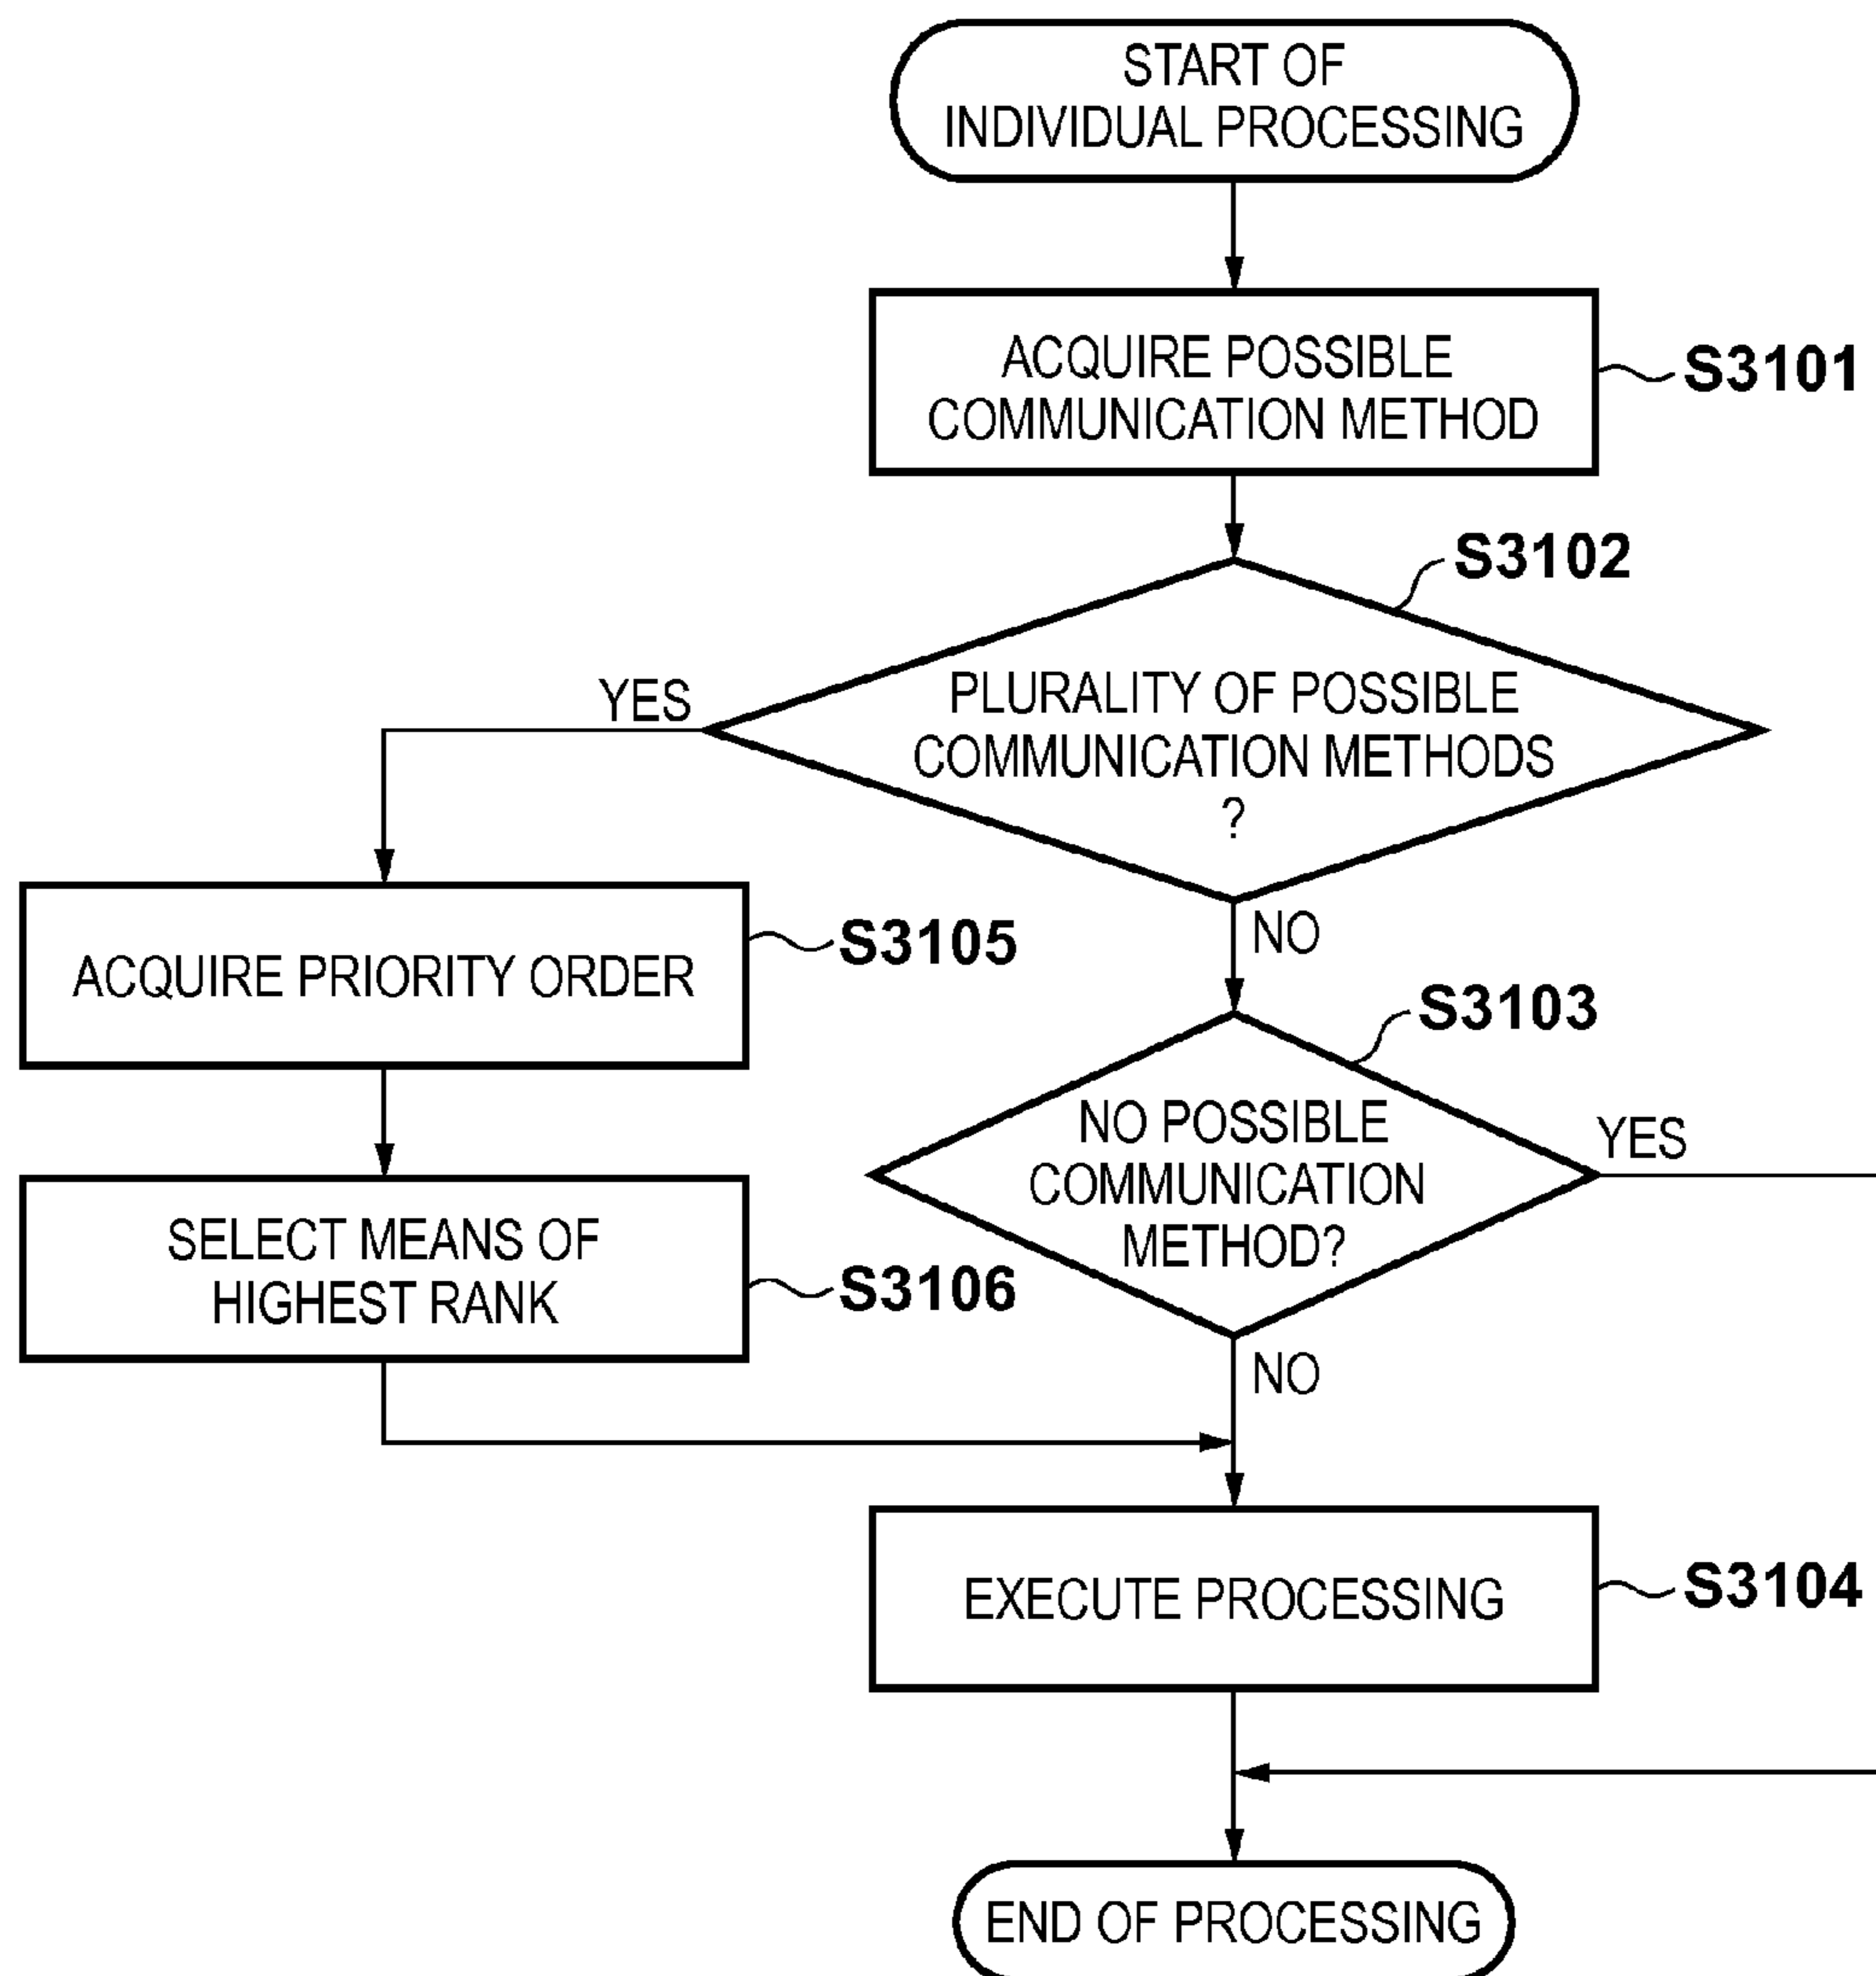 START OF
INDIVIDUAL PROCESSING
ACQUIRE POSSIBLE
COMMUNICATION METHOD
S3101
S3102
PLURALITY OF POSSIBLE
COMMUNICATION METHODS
?
YES
NO
ACQUIRE PRIORITY ORDER
S3105
S3103
NO POSSIBLE
COMMUNICATION
METHOD?
YES
NO
SELECT MEANS OF
HIGHEST RANK
S3106
EXECUTE PROCESSING
S3104
END OF PROCESSING